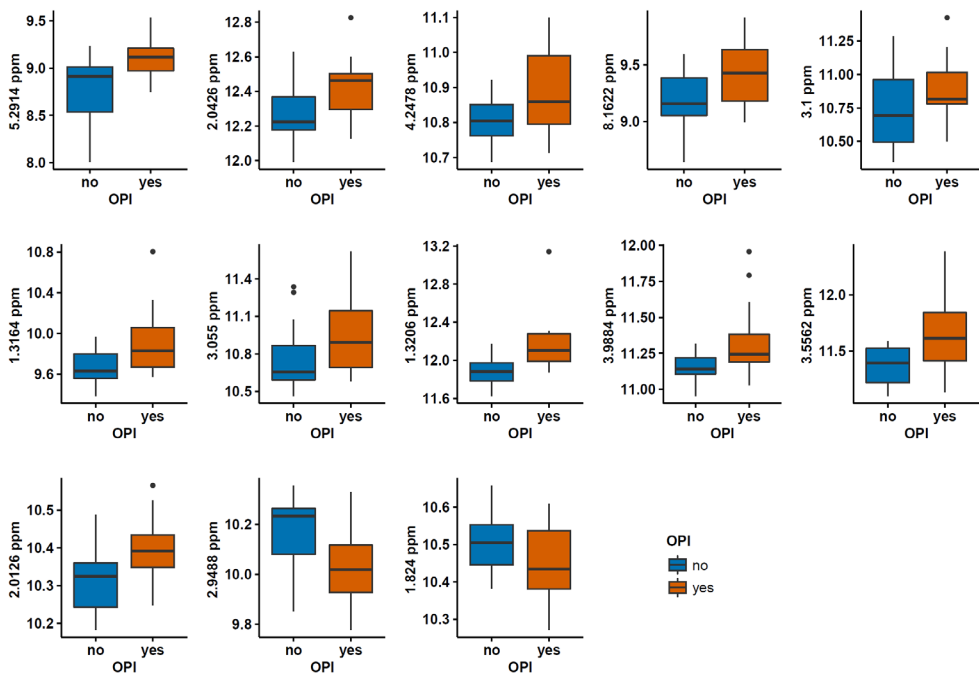 5.2914 ppm
9.5
9.0
8.5
8.0
no yes
OPI
2.0426 ppm
12.8
12.6
12.4
12.2
12.0
no yes
OPI
4.2478 ppm
11.1
11.0
10.9
10.8
10.7
no yes
OPI
8.1622 ppm
9.5
9.0
no yes
OPI
3.1 ppm
11.25
11.00
10.75
10.50
no yes
OPI
1.3164 ppm
10.8
10.4
10.0
9.6
no yes
OPI
3.055 ppm
11.4
11.1
10.8
10.5
no yes
OPI
1.3206 ppm
13.2
12.8
12.4
12.0
11.6
no yes
OPI
3.9884 ppm
12.00
11.75
11.50
11.25
11.00
no yes
OPI
3.5562 ppm
12.0
11.5
no yes
OPI
2.0126 ppm
10.5
10.4
10.3
10.2
no yes
OPI
2.9488 ppm
10.2
10.0
9.8
no yes
OPI
1.824 ppm
10.6
10.5
10.4
10.3
no yes
OPI
OPI
no
yes